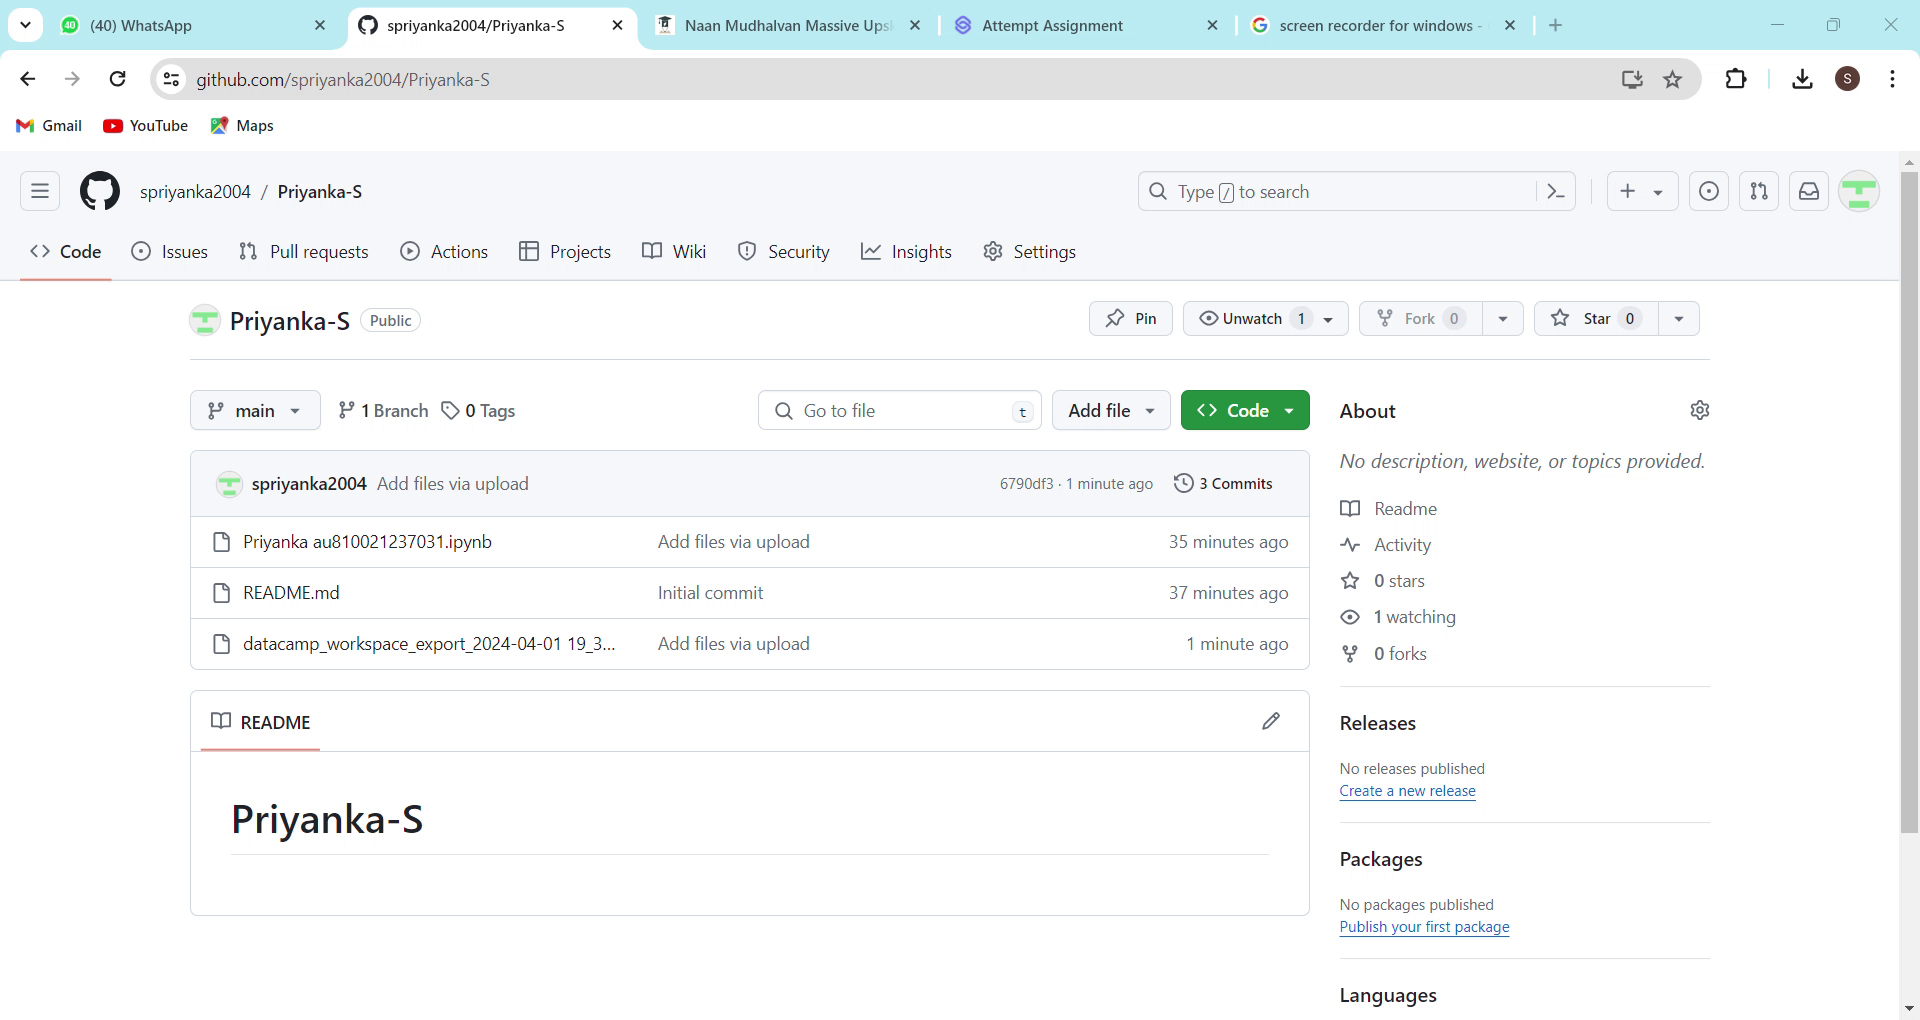 (40) WhatsApp
spriyanka2004/Priyanka-S
Naan Mudhalvan Massive Ups
Attempt Assignment
screen recorder for windows -
github.com/spriyanka2004/Priyanka-S
S
Gmail
YouTube
Maps
spriyanka2004 / Priyanka-S
Type / to search
Code
Issues
Pull requests
Actions
Projects
Wiki
Security
Insights
Settings
Priyanka-S Public
Pin
Unwatch 1
Fork 0
Star 0
main
1 Branch
0 Tags
Go to file t
Add file
Code
About
No description, website, or topics provided.
spriyanka2004 Add files via upload 6790df3 · 1 minute ago 3 Commits
Priyanka au810021237031.ipynb Add files via upload 35 minutes ago
README.md Initial commit 37 minutes ago
datacamp_workspace_export_2024-04-01 19_3... Add files via upload 1 minute ago
Readme
Activity
0 stars
1 watching
0 forks
README
Priyanka-S
Releases
No releases published
Create a new release
Packages
No packages published
Publish your first package
Languages